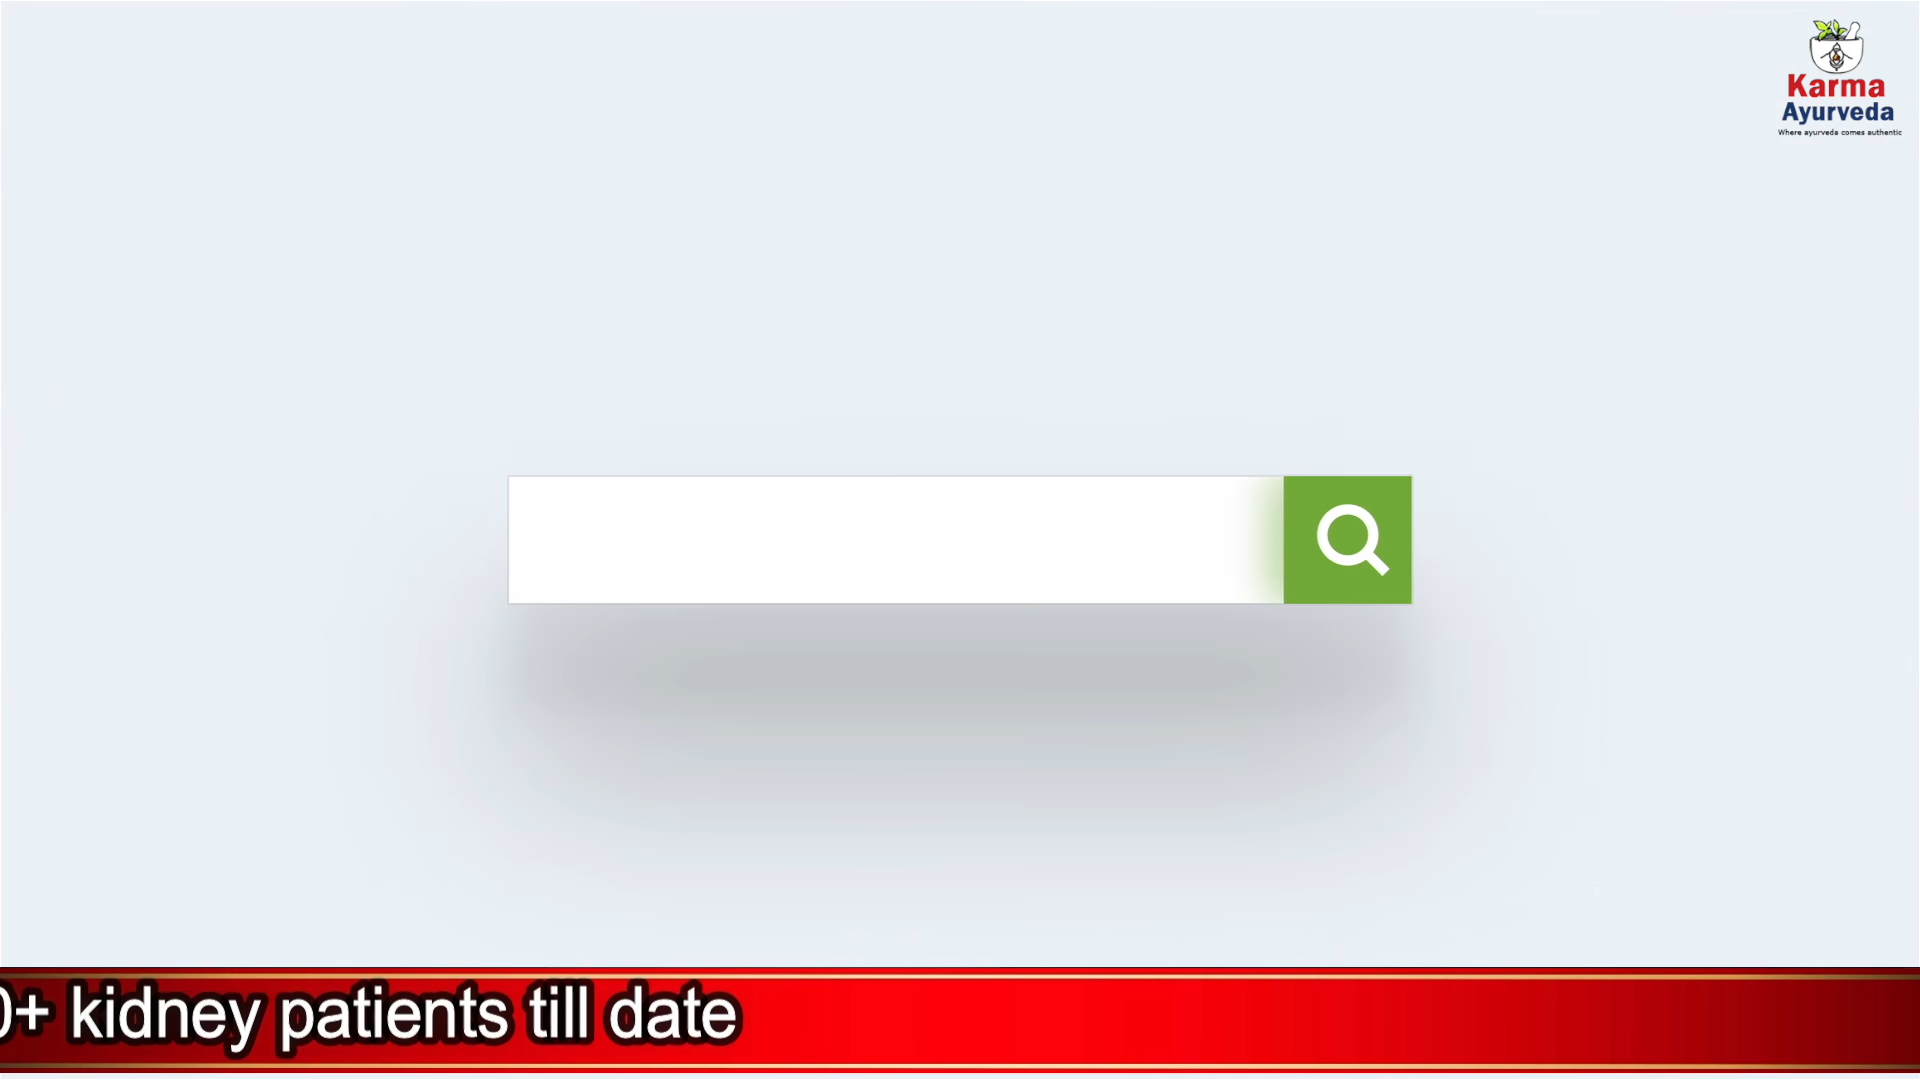 Karma
Ayurveda
Where ayurveda comes authentic
0+ kidney patients till date